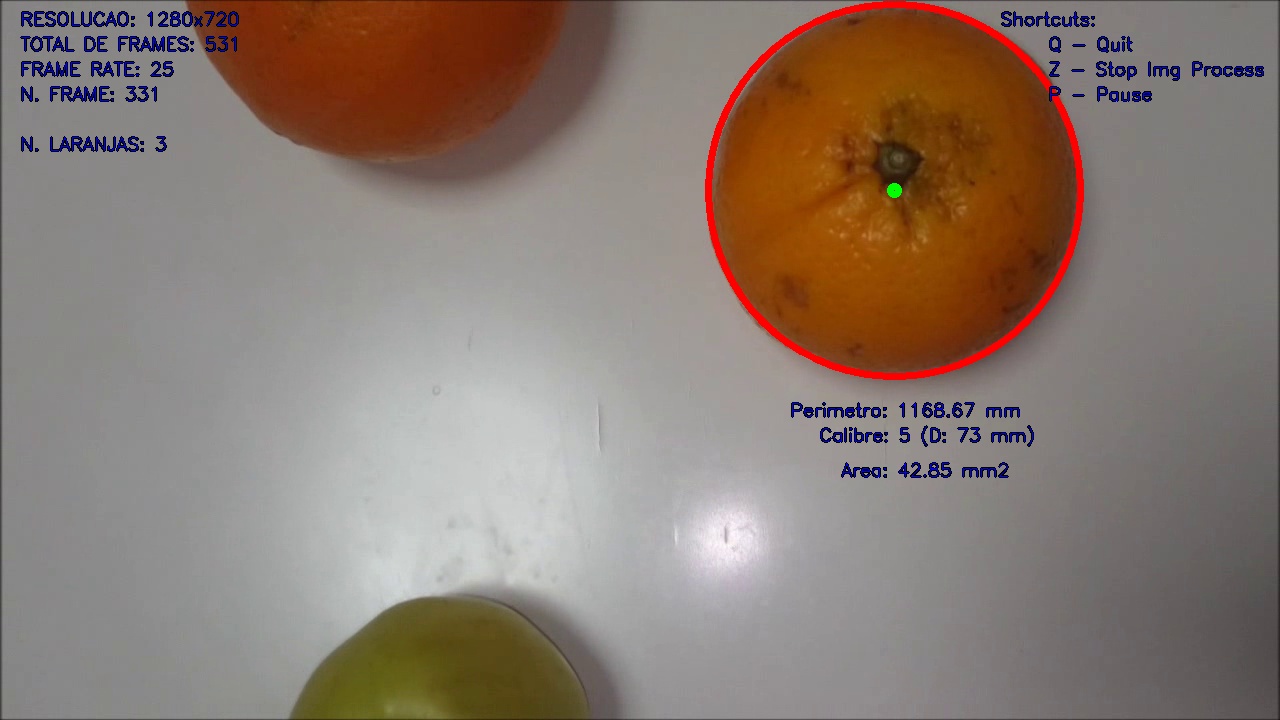 RESOLUCAO: 1280x720
TOTAL DE FRAMES: 531
FRAME RATE: 25
N. FRAME: 331
N. LARANJAS: 3
Shortcuts:
Q - Quit
Z - Stop Img Process
P - Pause
Perimetro: 1168.67 mm
Calibre: 5 (D: 73 mm)
Area: 42.85 mm2